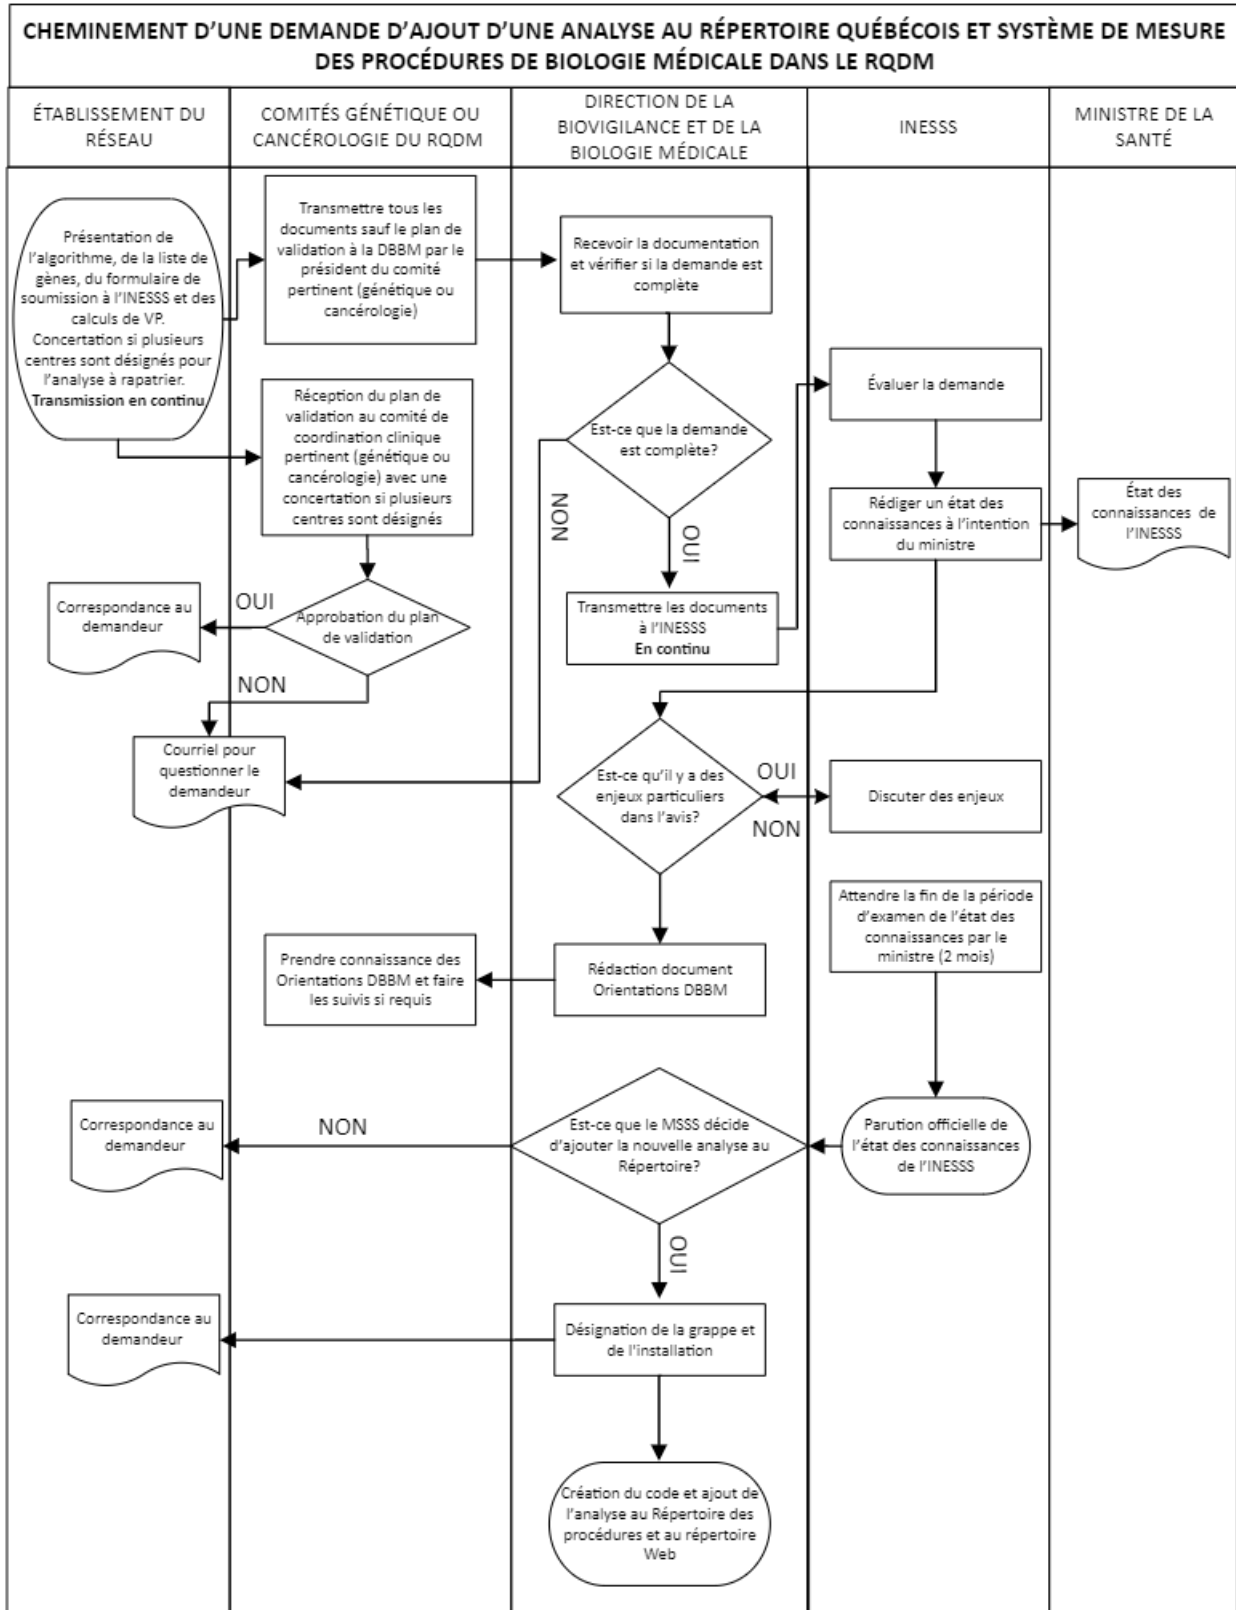 CHEMINEMENT D'UNE DEMANDE D'AJOUT D'UNE ANALYSE AU RÉPERTOIRE QUÉBÉCOIS ET SYSTÈME DE MESURE
DES PROCÉDURES DE BIOLOGIE MÉDICALE DANS LE RQDM
ÉTABLISSEMENT DU
RÉSEAU
COMITÉS GÉNÉTIQUE OU
CANCÉROLOGIE DU RQDM
DIRECTION DE LA
BIOVIGILANCE ET DE LA
BIOLOGIE MÉDICALE
INESSS
MINISTRE DE LA
SANTÉ
Présentation de
l'algorithme, de la liste de
gènes, du formulaire de
soumission à l'INESSS et des
calculs de VP.
Concertation si plusieurs
centres sont désignés pour
l'analyse à rapatrier.
Transmission en continu
Transmettre tous les
documents sauf le plan de
validation à la DBBM par le
président du comité
pertinent (génétique ou
cancérologie)
Recevoir la documentation
et vérifier si la demande est
complète
Réception du plan de
validation au comité de
coordination clinique
pertinent (génétique ou
cancérologie) avec une
concertation si plusieurs
centres sont désignés
Est-ce que la demande
est complète?
Évaluer la demande
NON
OUI
Rédiger un état des
connaissances à l'intention
du ministre
État des
connaissances de
l'INESSS
Correspondance au
demandeur
OUI
Approbation du plan
de validation
Transmettre les documents
à l'INESSS
En continu
NON
Courriel pour
questionner le
demandeur
Est-ce qu'il y a des
enjeux particuliers
dans l'avis?
OUI
NON
Discuter des enjeux
Attendre la fin de la période
d'examen de l'état des
connaissances par le
ministre (2 mois)
Prendre connaissance des
Orientations DBBM et faire
les suivis si requis
Rédaction document
Orientations DBBM
Correspondance au
demandeur
NON
Est-ce que le MSSS décide
d'ajouter la nouvelle analyse au
Répertoire?
Parution officielle de
l'état des connaissances
de l'INESSS
OUI
Correspondance au
demandeur
Désignation de la grappe et
de l'installation
Création du code et ajout de
l'analyse au Répertoire des
procédures et au répertoire
Web